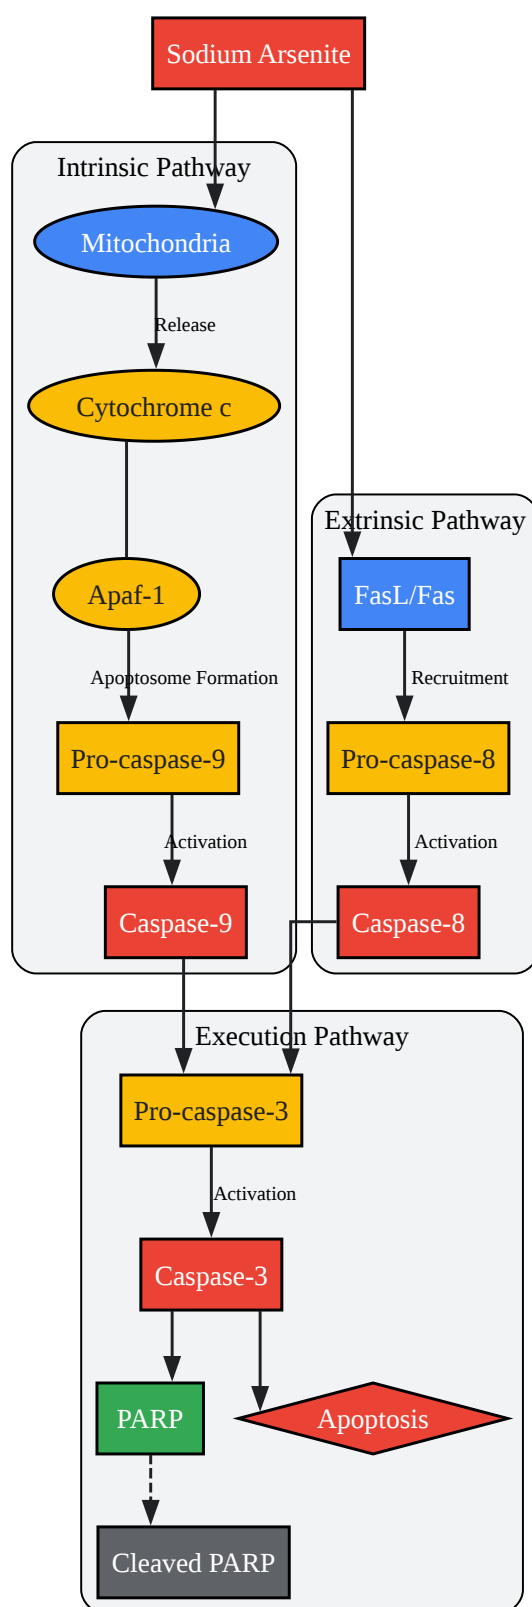 Sodium Arsenite
Intrinsic Pathway
Mitochondria
Release
Cytochrome c
Extrinsic Pathway
Apaf-1
FasL/Fas
Apoptosome Formation
Recruitment
Pro-caspase-9
Pro-caspase-8
Activation
Activation
Caspase-9
Caspase-8
Execution Pathway
Pro-caspase-3
Activation
Caspase-3
PARP
Apoptosis
Cleaved PARP